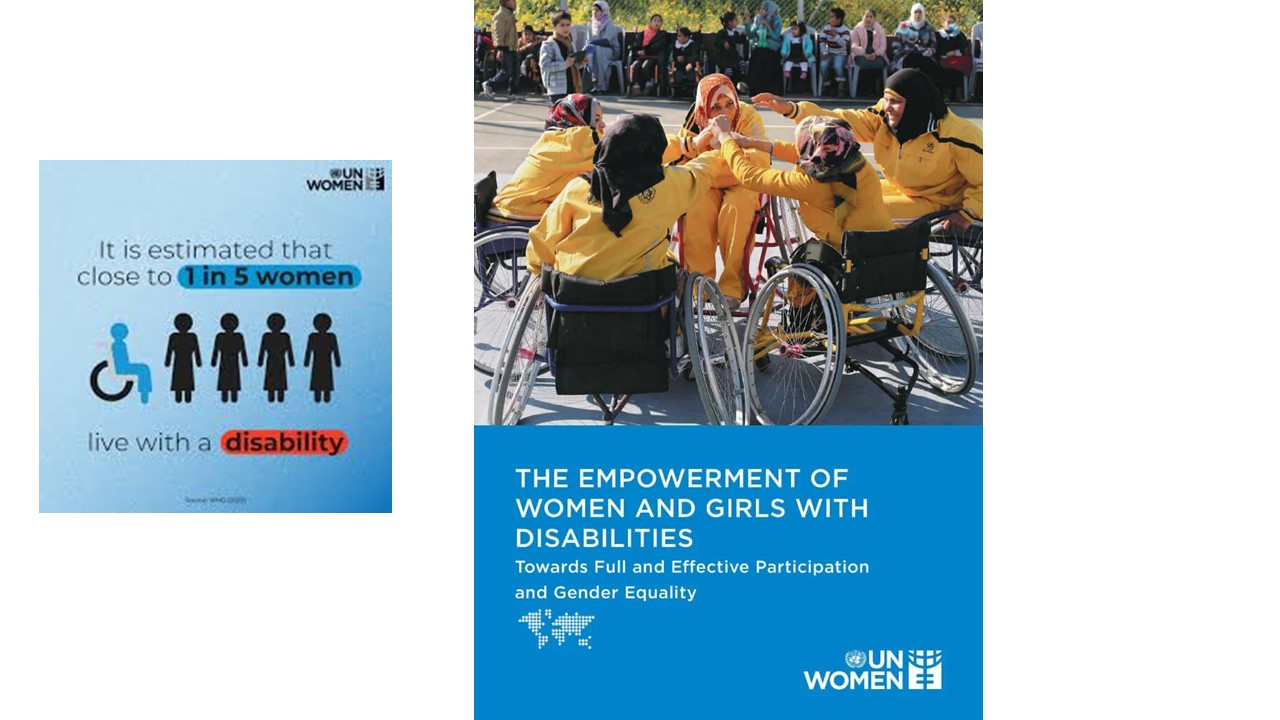 UN
WOMEN
It is estimated that
close to 1 in 5 women
live with a disability
THE EMPOWERMENT OF
WOMEN AND GIRLS WITH
DISABILITIES
Towards Full and Effective Participation
and Gender Equality
UN
WOMEN